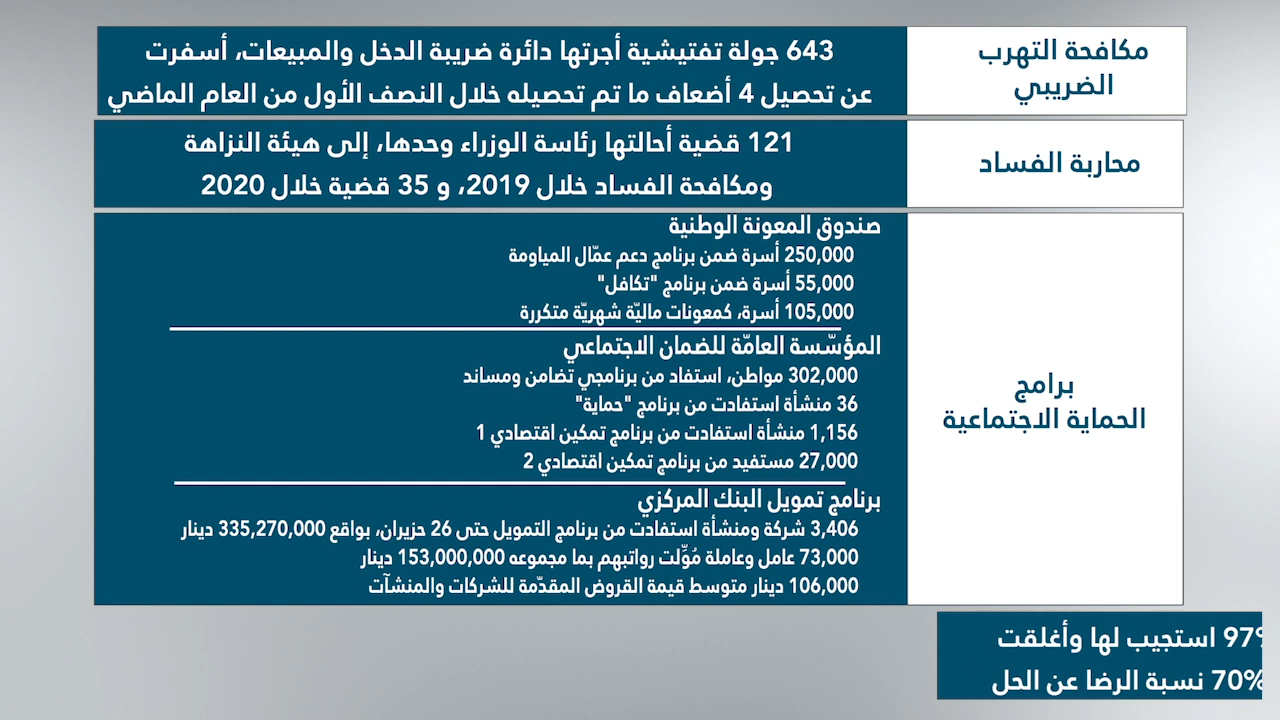 مكافحة التهرب
الضريبي
643 جولة تفتيشية أجرتها دائرة ضريبة الدخل والمبيعات، أسفرت
عن تحصيل 4 أضعاف ما تم تحصيله خلال النصف الأول من العام الماضي
محاربة الفساد
121 قضية أحالتها رئاسة الوزراء وحدها، إلى هيئة النزاهة
ومكافحة الفساد خلال 2019، و 35 قضية خلال 2020
برامج
الحماية الاجتماعية
صندوق المعونة الوطنية
250,000 أسرة ضمن برنامج دعم عمّال المياومة
55,000 أسرة ضمن برنامج "تكافل"
105,000 أسرة، كمعونات ماليّة شهريّة متكررة
المؤسّسة العامّة للضمان الاجتماعي
302,000 مواطن، استفاد من برنامجي تضامن ومساند
36 منشأة استفادت من برنامج "حماية"
1,156 منشأة استفادت من برنامج تمكين اقتصادي 1
27,000 مستفيد من برنامج تمكين اقتصادي 2
برنامج تمويل البنك المركزي
3,406 شركة ومنشأة استفادت من برنامج التمويل حتى 26 حزيران، بواقع 335,270,000 دينار
73,000 عامل وعاملة مُوِّلت رواتبهم بما مجموعه 153,000,000 دينار
106,000 دينار متوسط قيمة القروض المقدّمة للشركات والمنشآت
97% استجيب لها وأغلقت
70% نسبة الرضا عن الحل